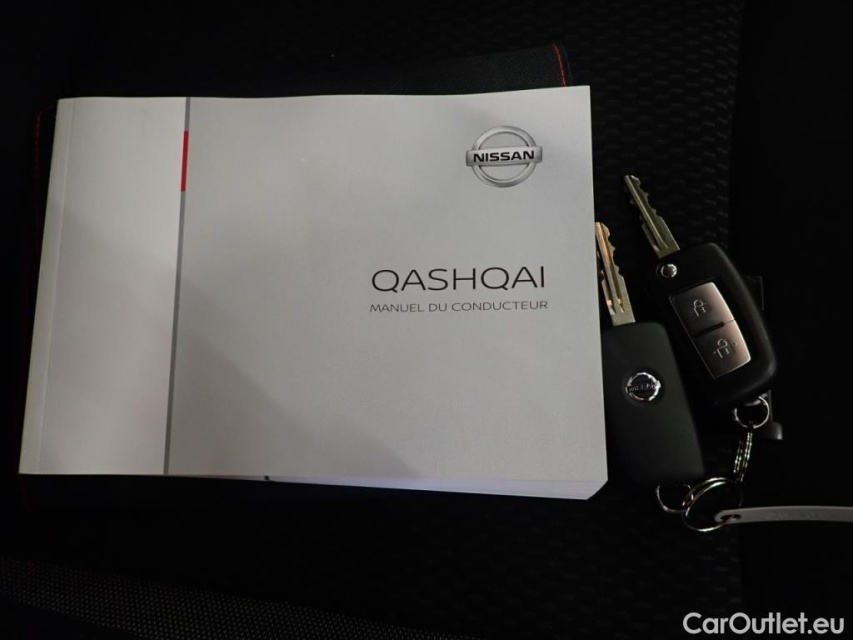 NISSAN
QASHQAI
MANUEL DU CONDUCTEUR
CarOutlet.eu